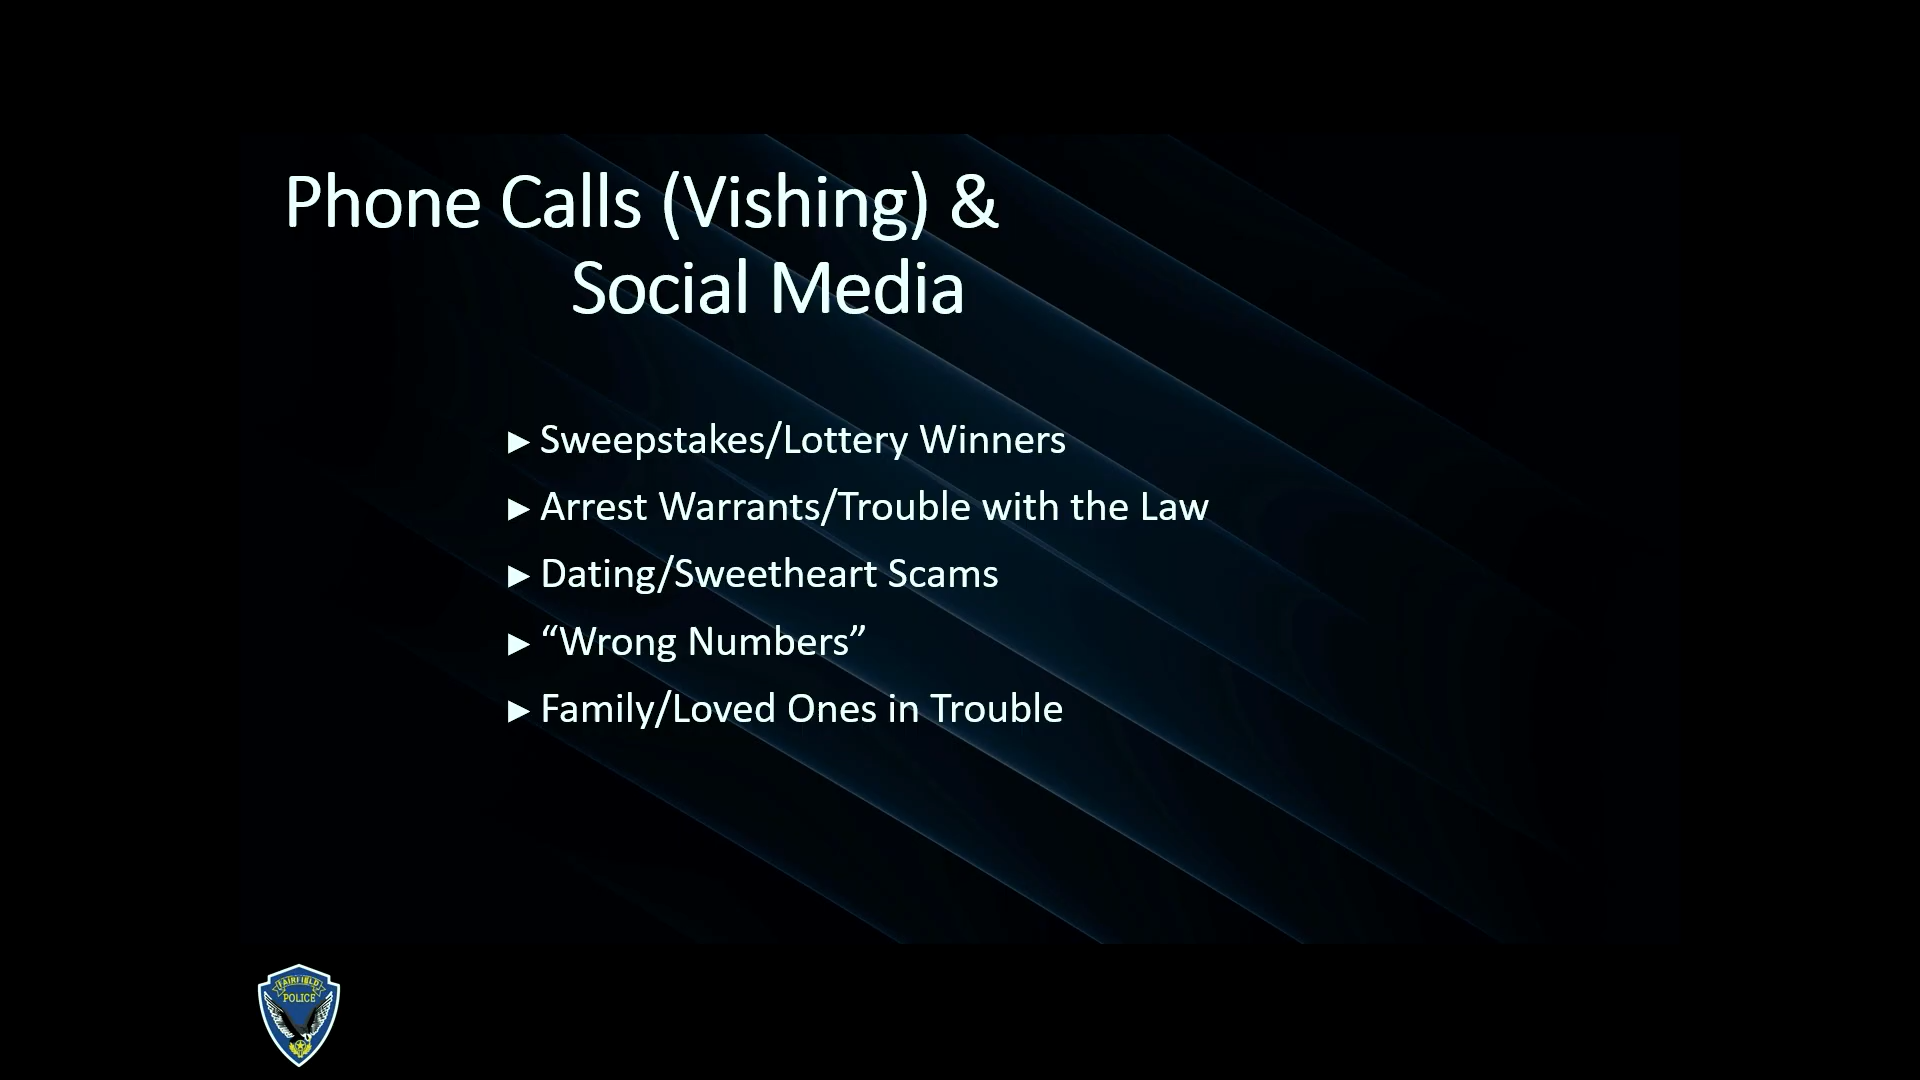 Phone Calls (Vishing) &
Social Media
► Sweepstakes/Lottery Winners
► Arrest Warrants/Trouble with the Law
► Dating/Sweetheart Scams
► “Wrong Numbers”
► Family/Loved Ones in Trouble
FAIRFIELD
POLICE